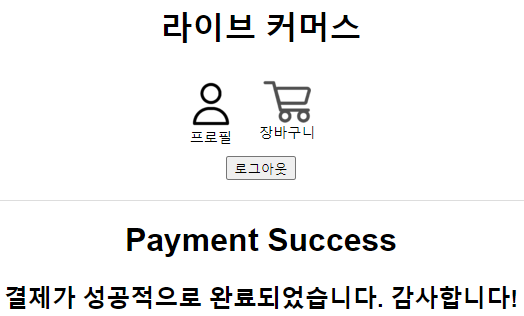 라이브 커머스
프로필 장바구니
로그아웃
Payment Success
결제가 성공적으로 완료되었습니다. 감사합니다!